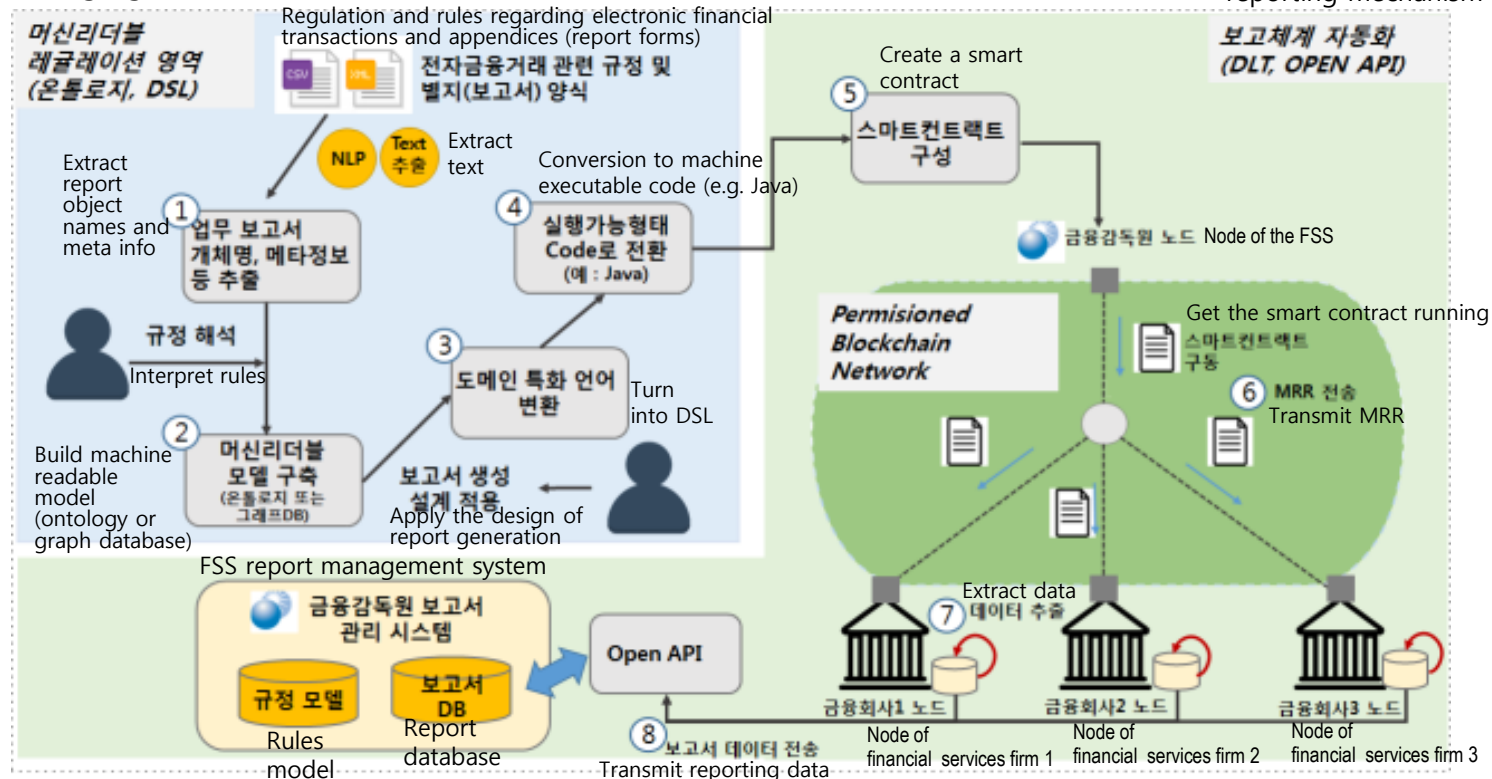 reporting mechanism
머신리더블
레귤레이션 영역
(온톨로지, DSL)
Regulation and rules regarding electronic financial
transactions and appendices (report forms)
CSV
XML
전자금융거래 관련 규정 및
별지(보고서) 양식
NLP
Text
추출
Extract
text
Extract
report
object
names and
meta info
1
업무 보고서
개체명, 메타정보
등 추출
규정 해석
Interpret rules
2
머신리더블
모델 구축
(온톨로지 또는
그래프DB)
Build machine
readable
model
(ontology or
graph database)
3
도메인 특화 언어
변환
Turn
into DSL
보고서 생성
설계 적용
Apply the design of
report generation
Conversion to machine
executable code (e.g. Java)
4
실행가능형태
Code로 전환
(예 : Java)
보고체계 자동화
(DLT, OPEN API)
Create a smart
contract
5
스마트컨트랙트
구성
금융감독원 노드 Node of the FSS
Permisioned
Blockchain
Network
Get the smart contract running
스마트컨트랙트
구동
6 MRR 전송
Transmit MRR
Extract data
7 데이터 추출
금융회사1 노드
Node of
financial services firm 1
금융회사2 노드
Node of
financial services firm 2
금융회사3 노드
Node of
financial services firm 3
8 보고서 데이터 전송
Transmit reporting data
Open API
FSS report management system
금융감독원 보고서
관리 시스템
규정 모델
Rules
model
보고서
DB
Report
database